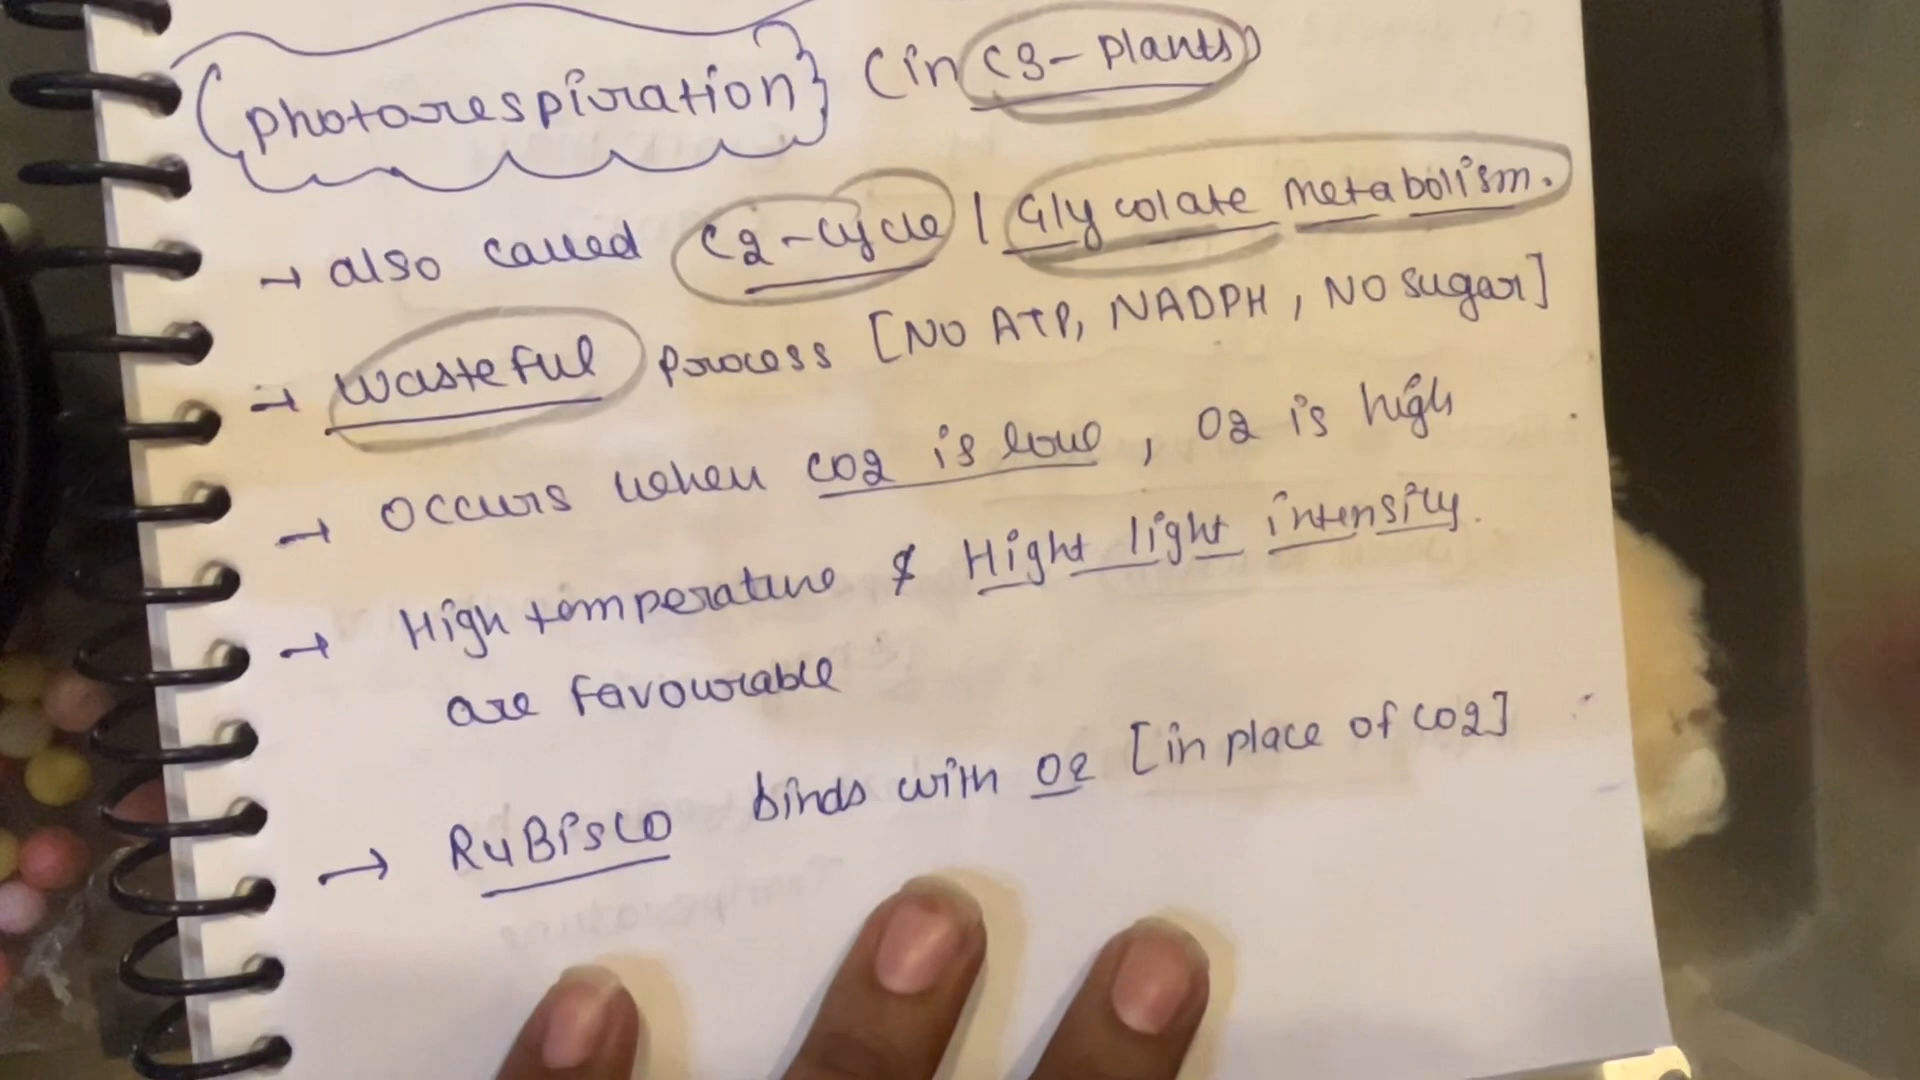 (photorespiration} (in C3-plants)
→ also called C2-cycle | Glycolate metabolism.
→ wasteful process [NO ATP, NADPH, NO sugar]
→ occurs when CO2 is low, O2 is high
→ High temperature & Hight light intensity.
are favourable
→ RuBisCO binds with O2 [in place of CO2]